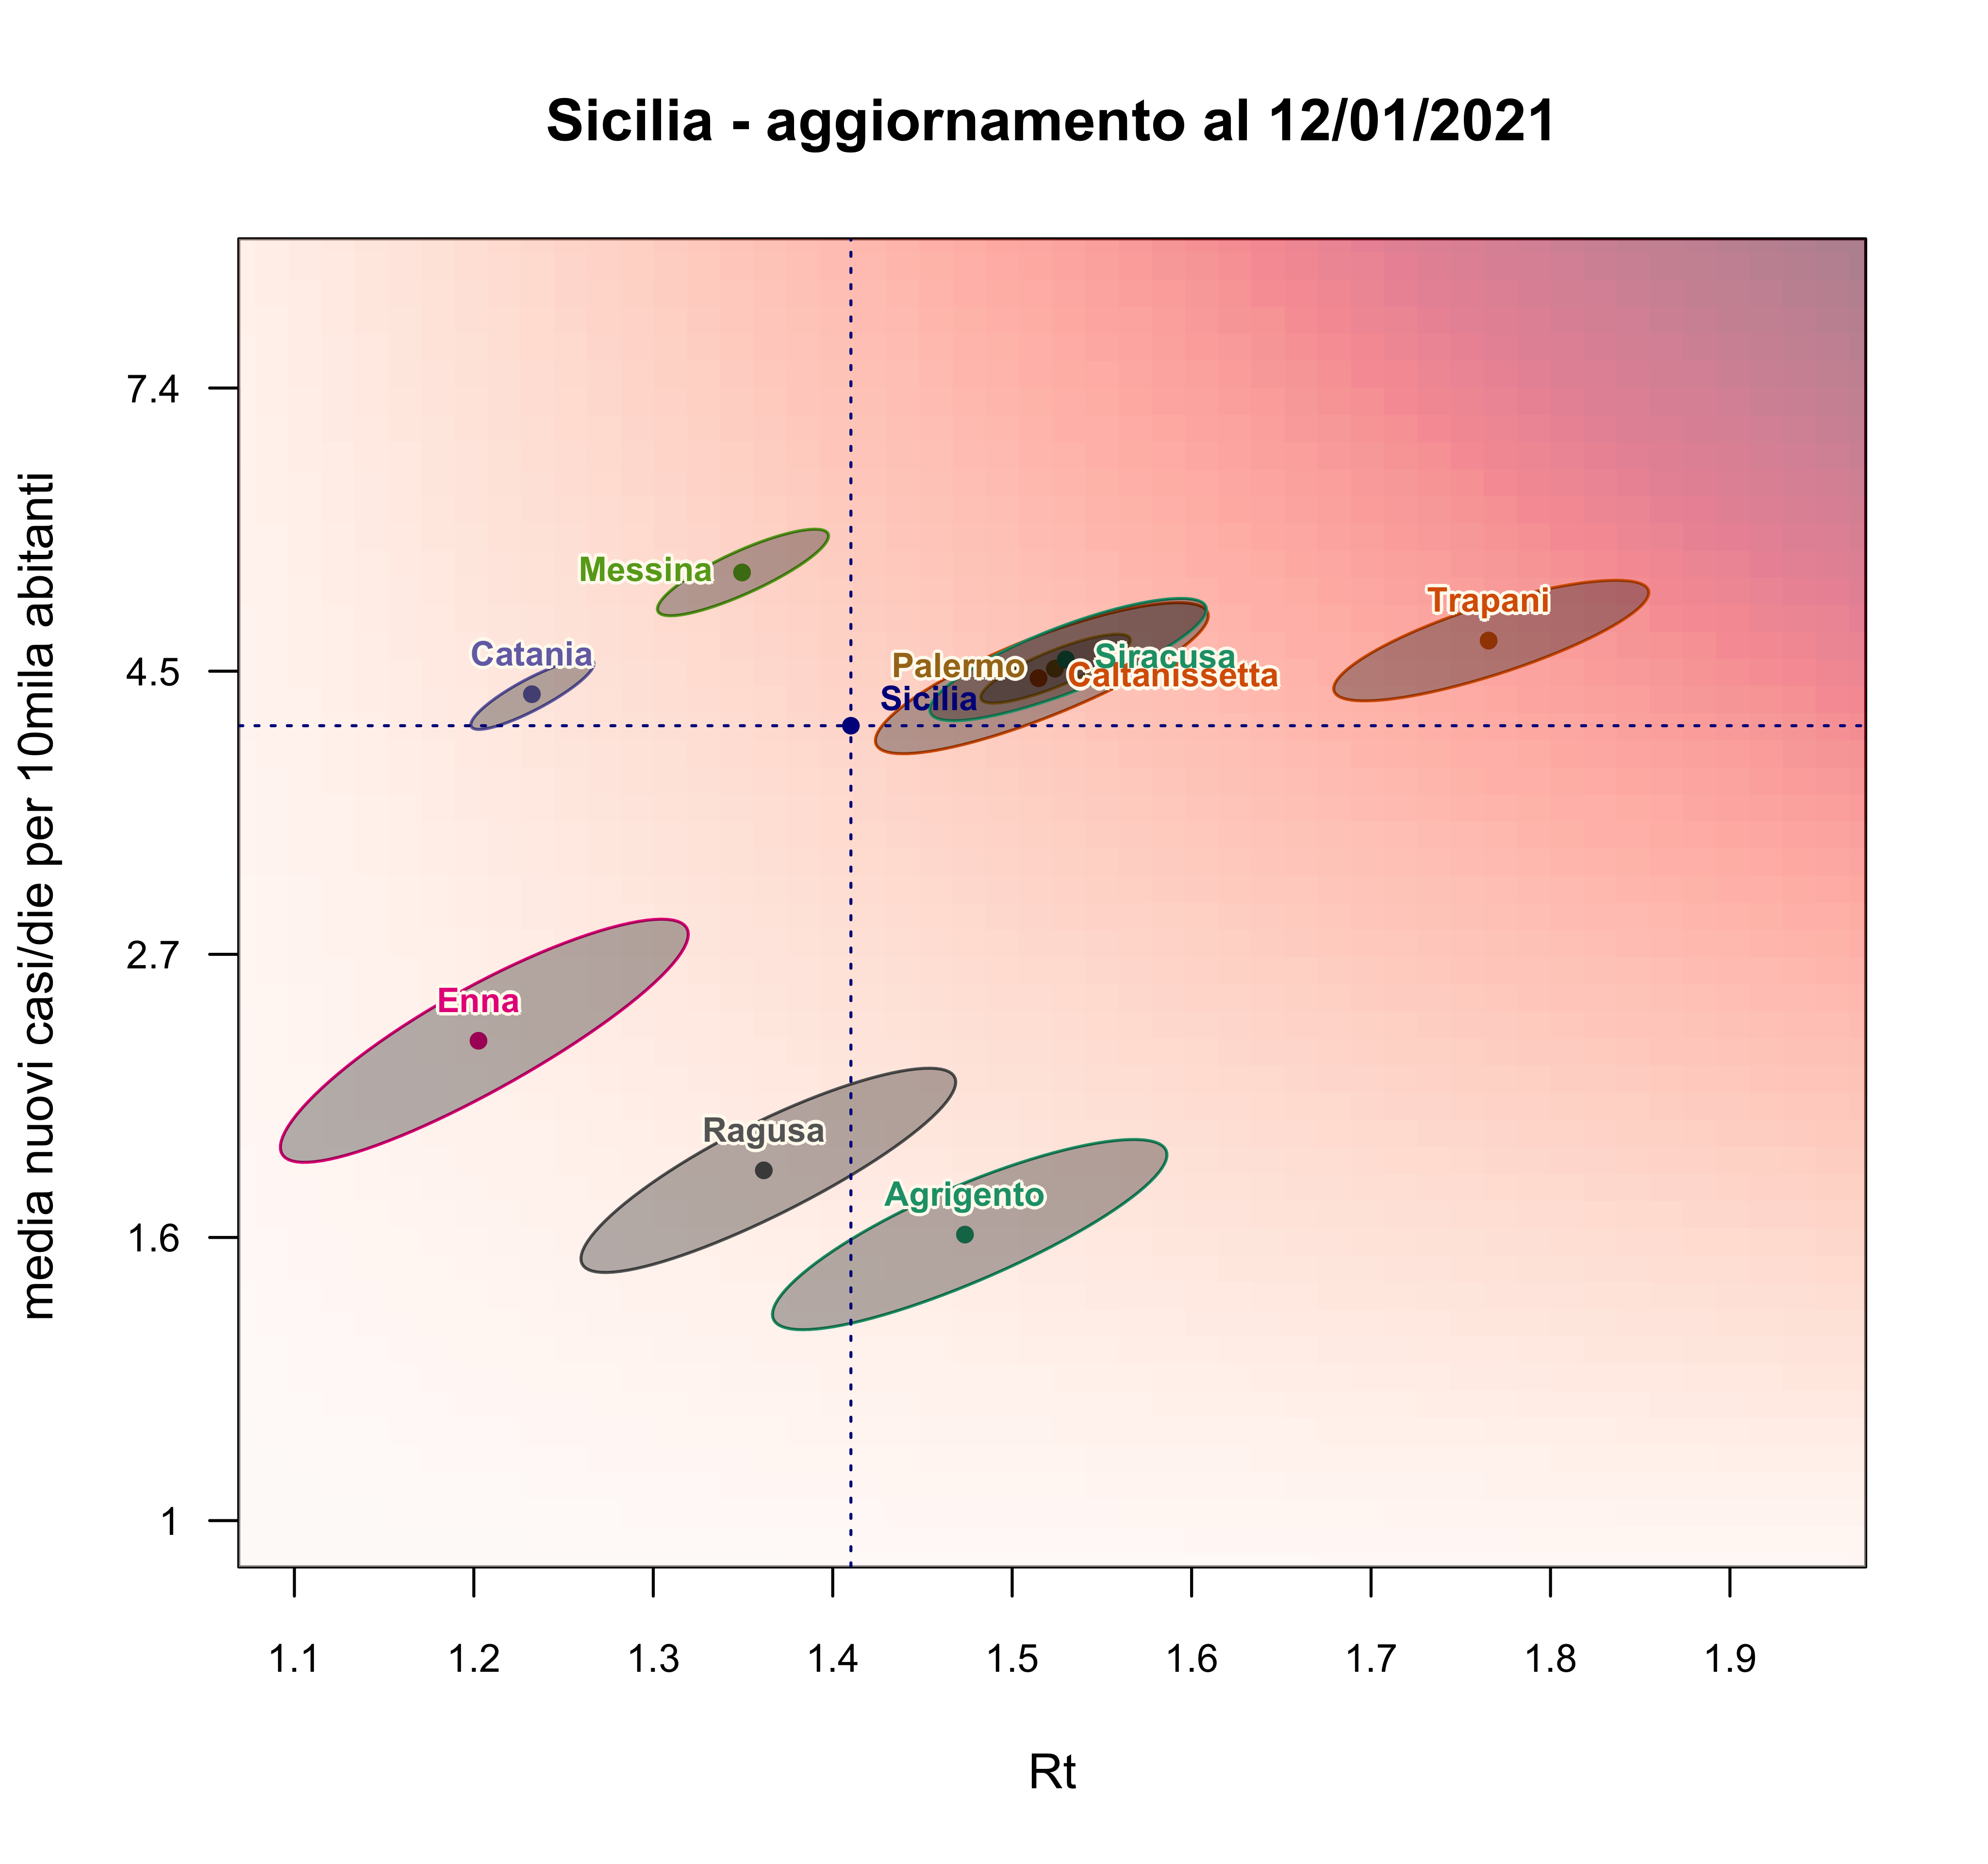 Sicilia - aggiornamento al 12/01/2021
media nuovi casi/die per 10mila abitanti
7.4
4.5
2.7
1.6
1
Messina
Trapani
Catania
Siracusa
Palermo
Caltanissetta
Sicilia
Enna
Ragusa
Agrigento
1.1 1.2 1.3 1.4 1.5 1.6 1.7 1.8 1.9
Rt